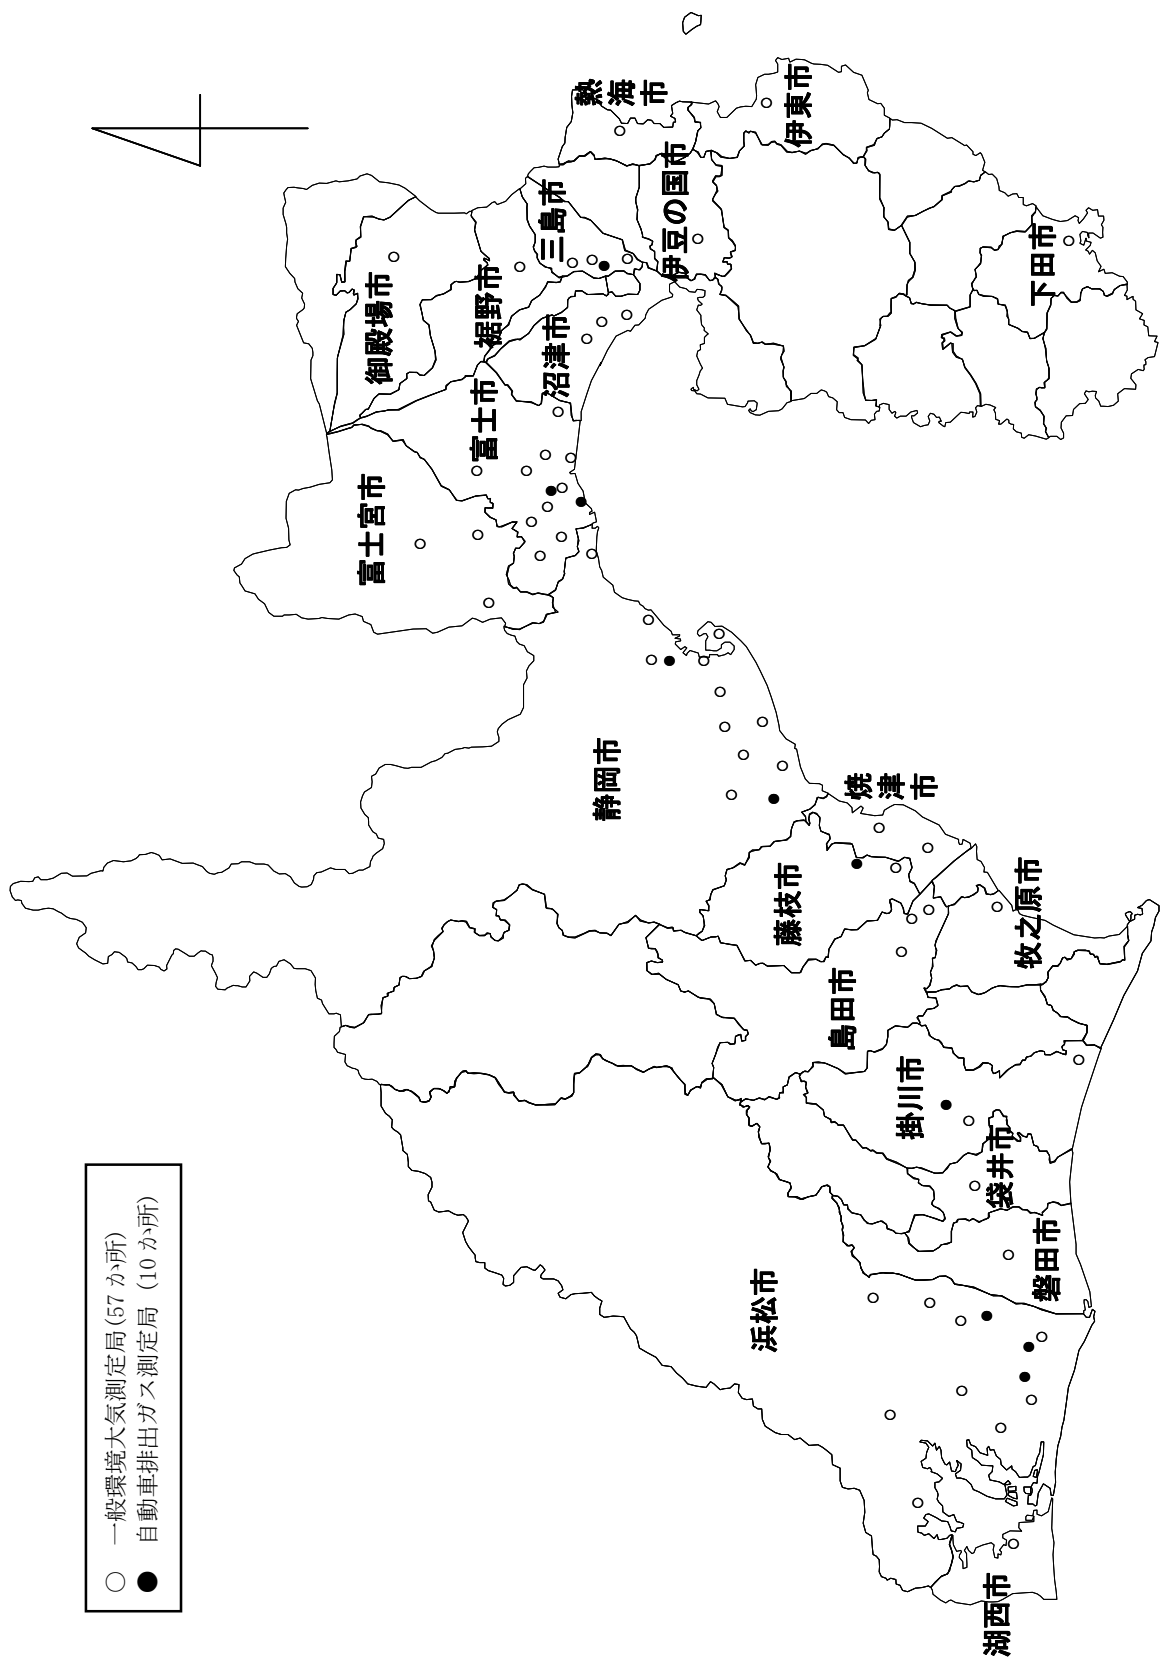 ○ 一般環境大気測定局(57 か所)
● 自動車排出ガス測定局 (10 か所)
富士宮市
御殿場市
富士市
裾野市
沼津市
三島市
熱海市
伊豆の国市
伊東市
下田市
静岡市
焼津市
藤枝市
島田市
牧之原市
掛川市
袋井市
磐田市
浜松市
湖西市